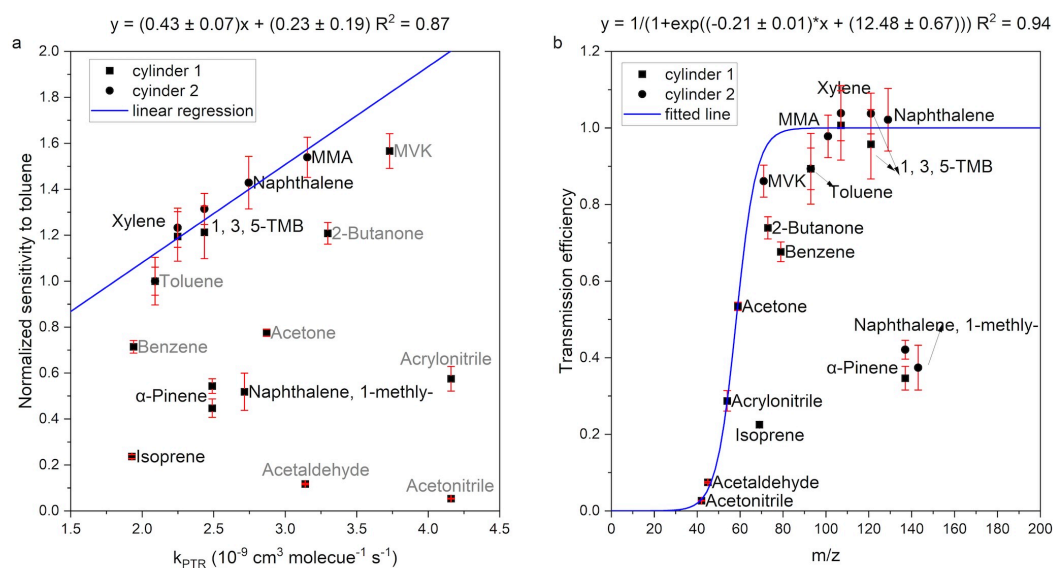 y = (0.43 ± 0.07)x + (0.23 ± 0.19) R² = 0.87
a
2.0
1.8
1.6
1.4
1.2
1.0
0.8
0.6
0.4
0.2
0.0
Normalized sensitivity to toluene
cylinder 1
cyinder 2
linear regression
MVK
MMA
Naphthalene
Xylene
1, 3, 5-TMB
2-Butanone
Toluene
Benzene
Acetone
Acrylonitrile
α-Pinene
Naphthalene, 1-methly-
Isoprene
Acetaldehyde
Acetonitrile
1.5 2.0 2.5 3.0 3.5 4.0 4.5
kPTR (10⁻⁹ cm³ molecue⁻¹ s⁻¹)
y = 1/(1+exp((-0.21 ± 0.01)*x + (12.48 ± 0.67))) R² = 0.94
b
1.2
1.0
0.8
0.6
0.4
0.2
0.0
Transmission efficiency
cylinder 1
cylinder 2
fitted line
Xylene
MMA
Naphthalene
1, 3, 5-TMB
MVK
Toluene
2-Butanone
Benzene
Acetone
Naphthalene, 1-methly-
α-Pinene
Acrylonitrile
Isoprene
Acetaldehyde
Acetonitrile
0 20 40 60 80 100 120 140 160 180 200
m/z